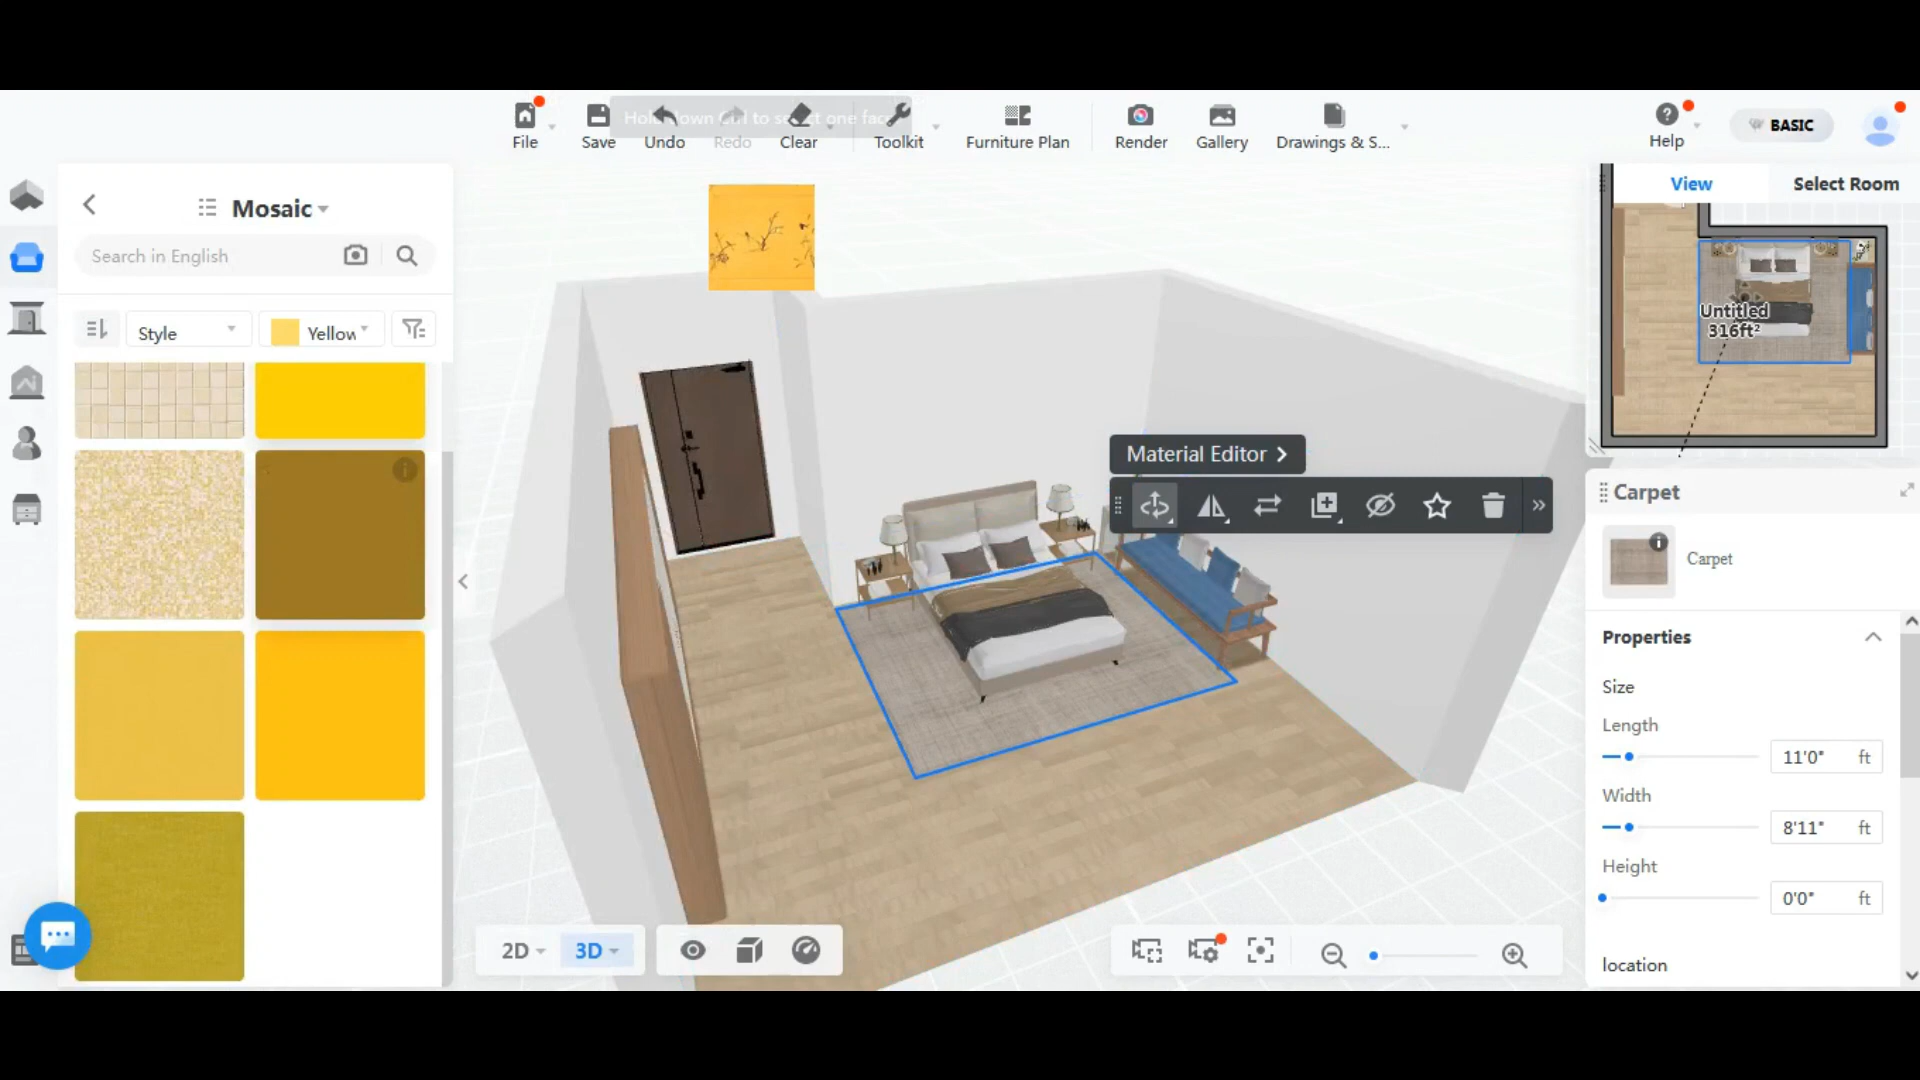 File
Save
Undo
Redo
Clear
Toolkit
Furniture Plan
Render
Gallery
Drawings & S...
Help
BASIC
Mosaic
Search in English
Style
Yellow
Material Editor
View
Select Room
Untitled
316ft²
Carpet
Carpet
Properties
Size
Length
11'0" ft
Width
8'11" ft
Height
0'0" ft
location
2D
3D